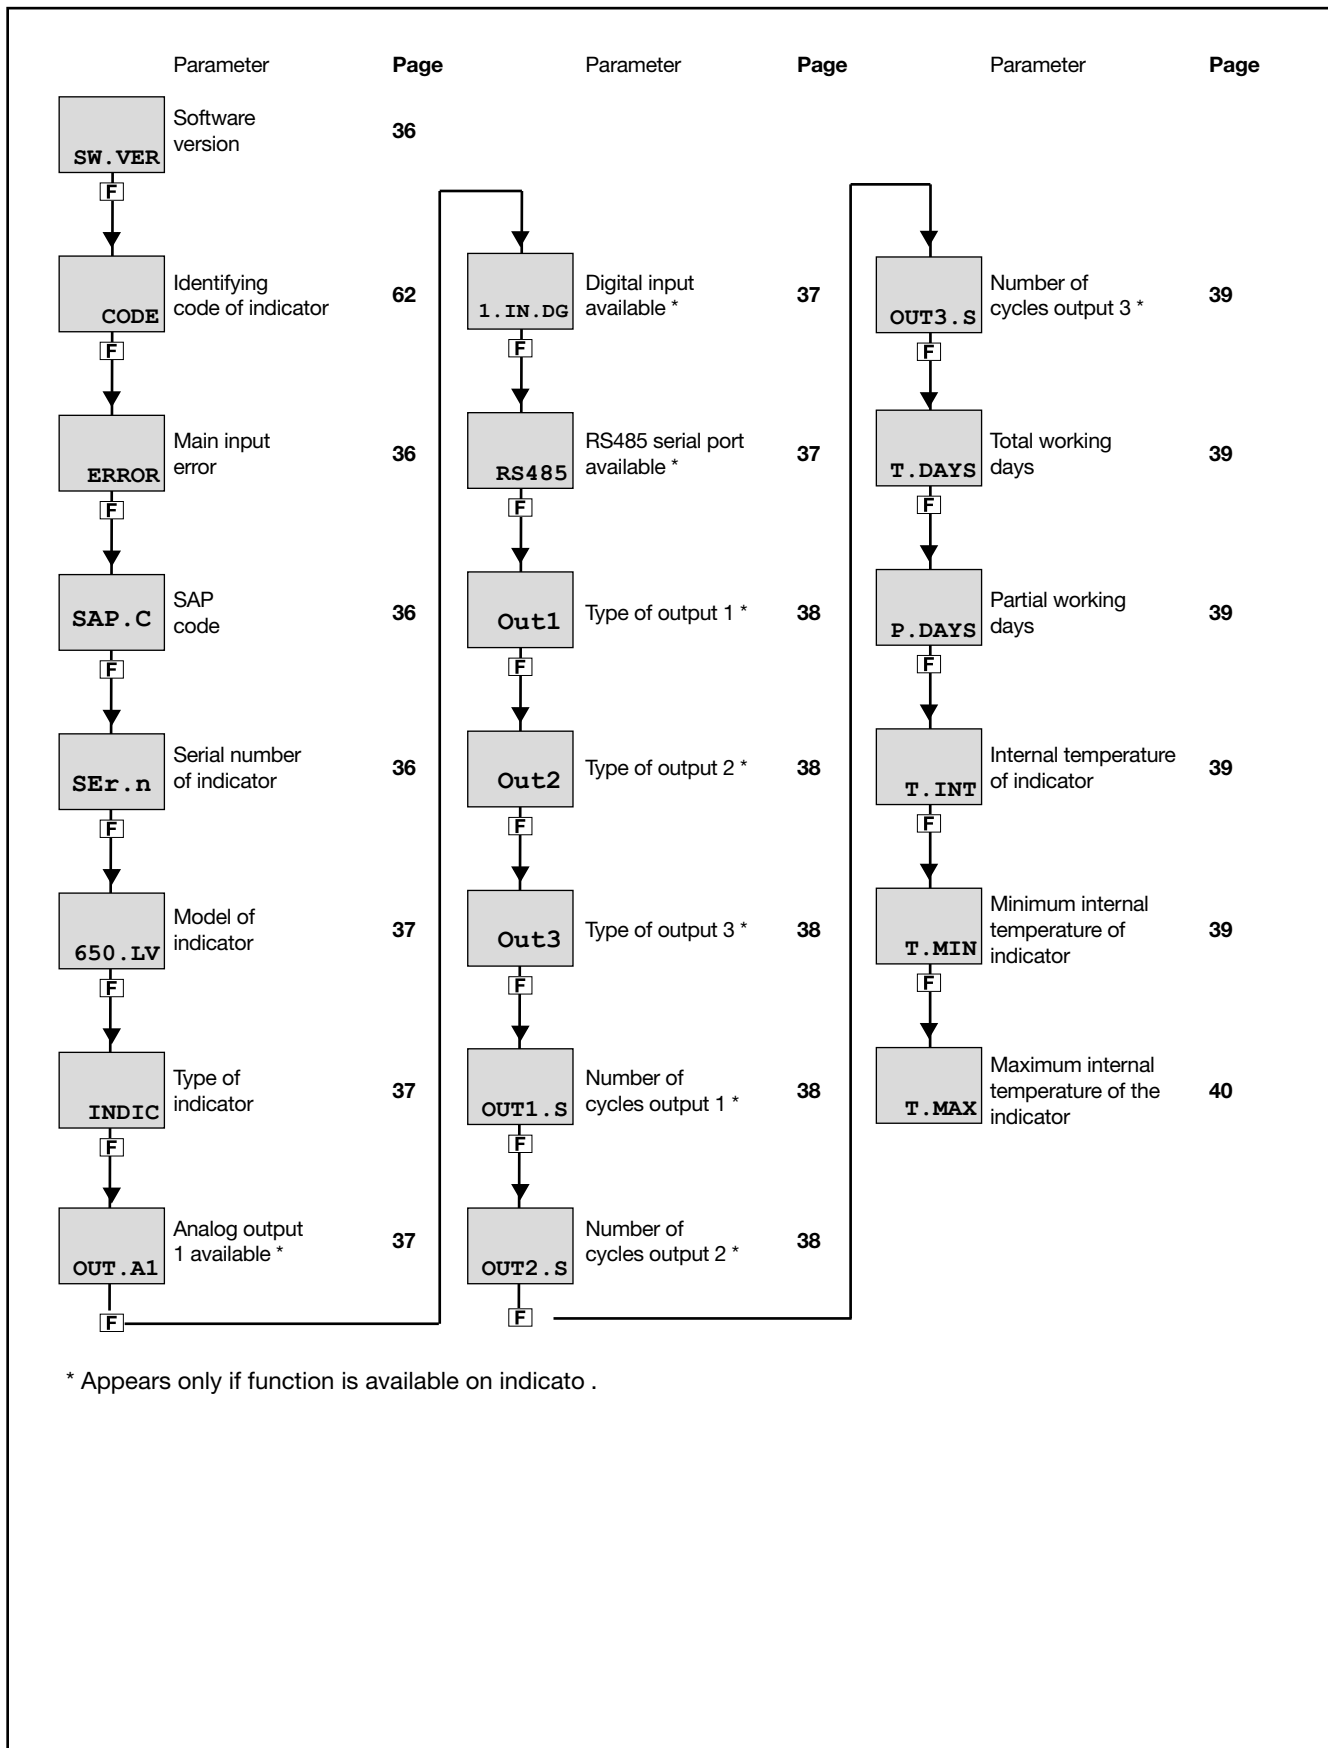 Parameter Page Parameter Page Parameter Page
SW.VER
Software
version
36
F
CODE
Identifying
code of indicator
62
F
ERROR
Main input
error
36
F
SAP.C
SAP
code
36
F
SEr.n
Serial number
of indicator
36
F
650.LV
Model of
indicator
37
F
INDIC
Type of
indicator
37
F
OUT.A1
Analog output
1 available *
37
F
1.IN.DG
Digital input
available *
37
F
RS485
RS485 serial port
available *
37
F
Out1
Type of output 1 *
38
F
Out2
Type of output 2 *
38
F
Out3
Type of output 3 *
38
F
OUT1.S
Number of
cycles output 1 *
38
F
OUT2.S
Number of
cycles output 2 *
38
F
OUT3.S
Number of
cycles output 3 *
39
F
T.DAYS
Total working
days
39
F
P.DAYS
Partial working
days
39
F
T.INT
Internal temperature
of indicator
39
F
T.MIN
Minimum internal
temperature of
indicator
39
F
T.MAX
Maximum internal
temperature of the
indicator
40
* Appears only if function is available on indicato .